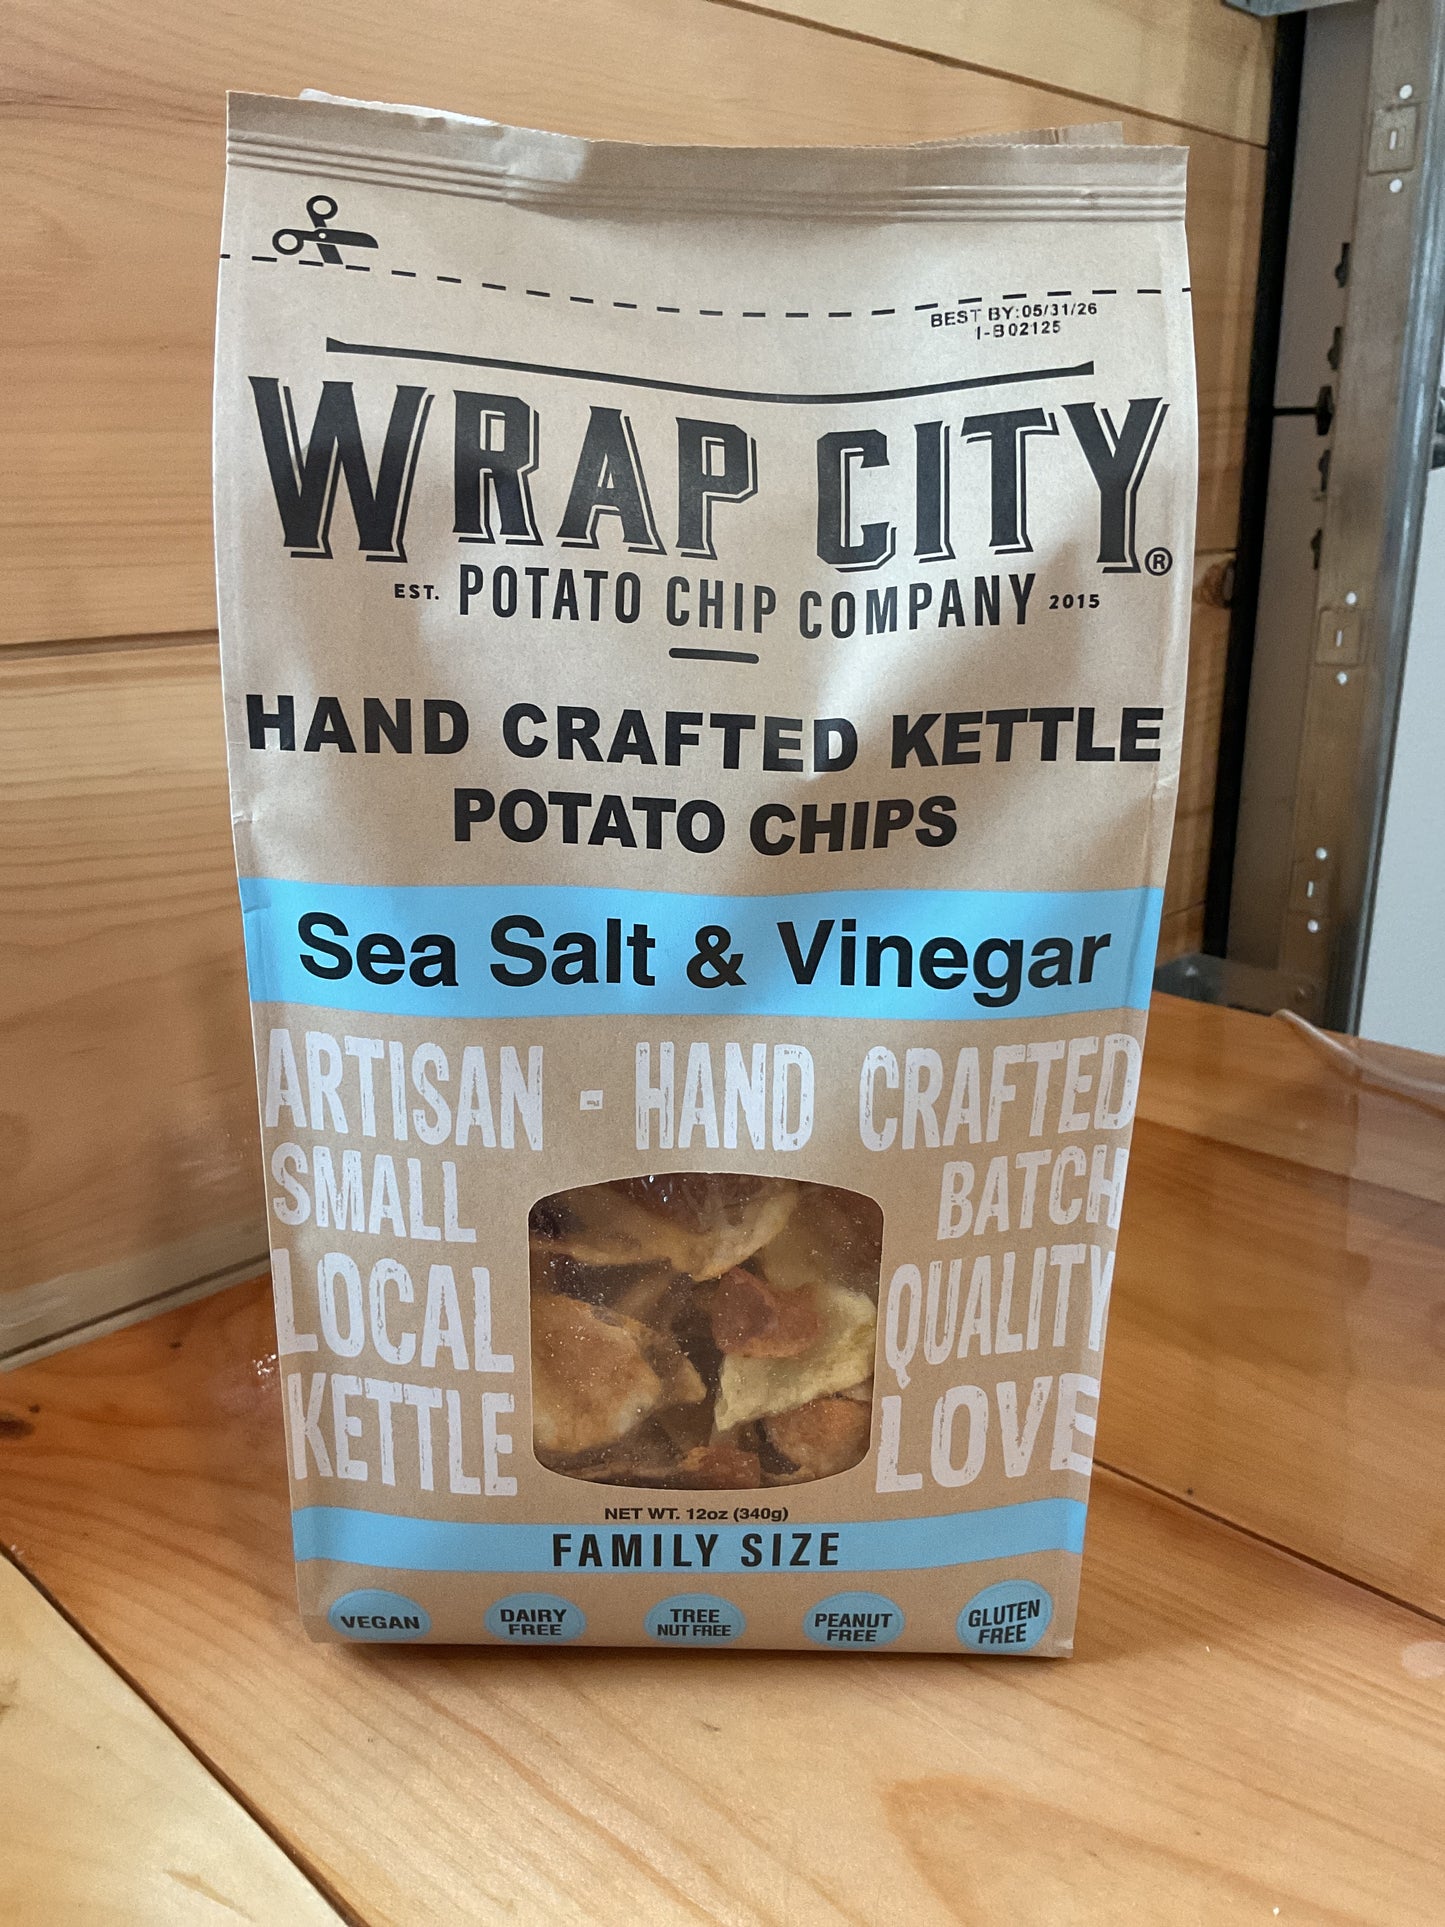 BEST BY:05/31/26
I-B02125
WRAP CITY®
EST. POTATO CHIP COMPANY 2015
HAND CRAFTED KETTLE
POTATO CHIPS
Sea Salt & Vinegar
ARTISAN - HAND CRAFTED
SMALL BATCH
LOCAL QUALITY
KETTLE LOVE
NET WT. 12oz (340g)
FAMILY SIZE
VEGAN
DAIRY
FREE
TREE
NUT FREE
PEANUT
FREE
GLUTEN
FREE